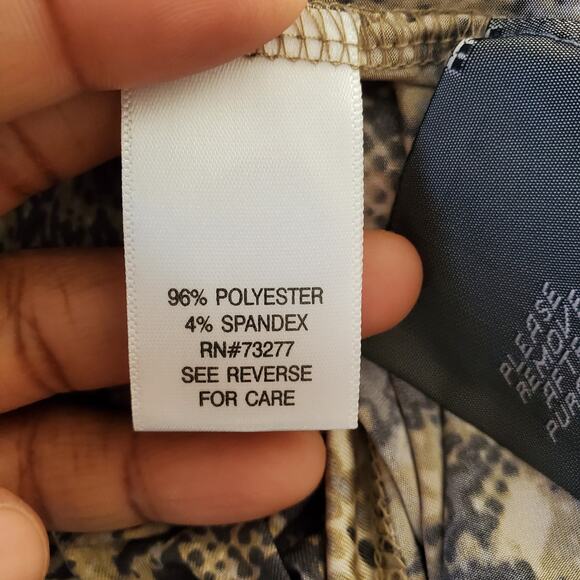 96% POLYESTER
4% SPANDEX
RN#73277
SEE REVERSE
FOR CARE
PLEASE